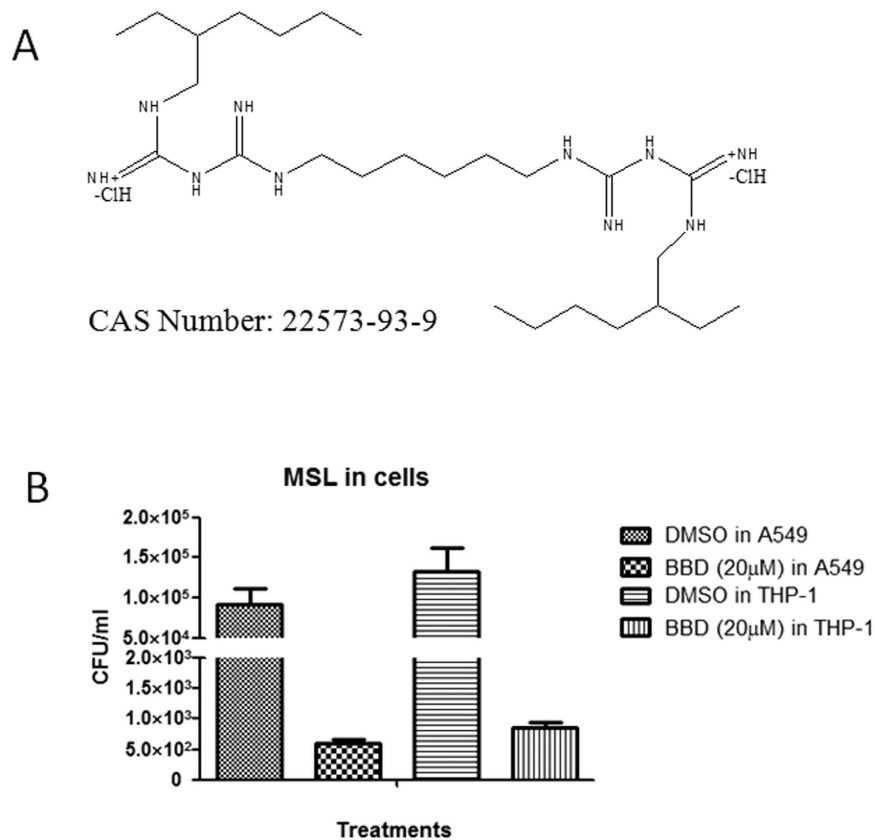 A
NH
NH
H
N
H
N
+NH
NH+
-ClH
N
H
N
H
NH
NH
-ClH
CAS Number: 22573-93-9
B
MSL in cells
2.0×10⁵
1.5×10⁵
1.0×10⁵
5.0×10⁴
2.0×10³
1.5×10³
1.0×10³
5.0×10²
0
CFU/ml
Treatments
DMSO in A549
BBD (20µM) in A549
DMSO in THP-1
BBD (20µM) in THP-1